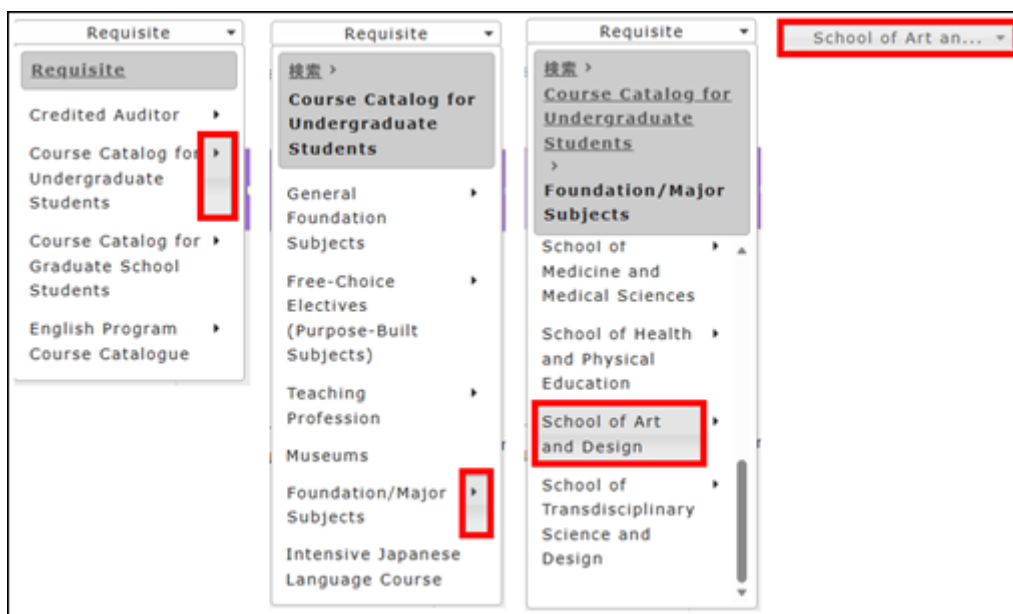 Requisite
Requisite
Credited Auditor
Course Catalog for
Undergraduate
Students
Course Catalog for
Graduate School
Students
English Program
Course Catalogue
Requisite
検索 >
Course Catalog for
Undergraduate
Students
General
Foundation
Subjects
Free-Choice
Electives
(Purpose-Built
Subjects)
Teaching
Profession
Museums
Foundation/Major
Subjects
Intensive Japanese
Language Course
Requisite
検索 >
Course Catalog for
Undergraduate
Students
>
Foundation/Major
Subjects
School of
Medicine and
Medical Sciences
School of Health
and Physical
Education
School of Art
and Design
School of
Transdisciplinary
Science and
Design
School of Art an...